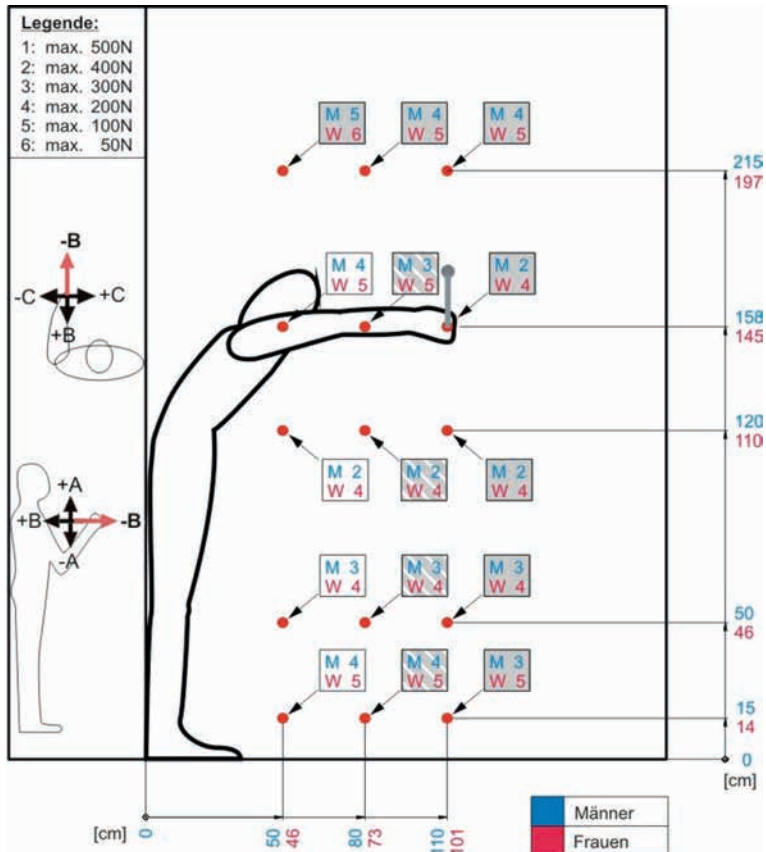 Legende:
1: max. 500N
2: max. 400N
3: max. 300N
4: max. 200N
5: max. 100N
6: max. 50N
M 5 M 4 M 4
W 6 W 5 W 5
215
197
-B
-C +C
+B
M 4 M 3 M 2
W 5 W 5 W 4
158
145
120
110
M 2 M 2 M 2
W 4 W 4 W 4
+A
+B -B
-A
M 3 M 3 M 3
W 4 W 4 W 4
50
46
M 4 M 4 M 3
W 5 W 5 W 5
15
14
0
[cm]
[cm] 0 50 46 80 73 110 101
Männer
Frauen